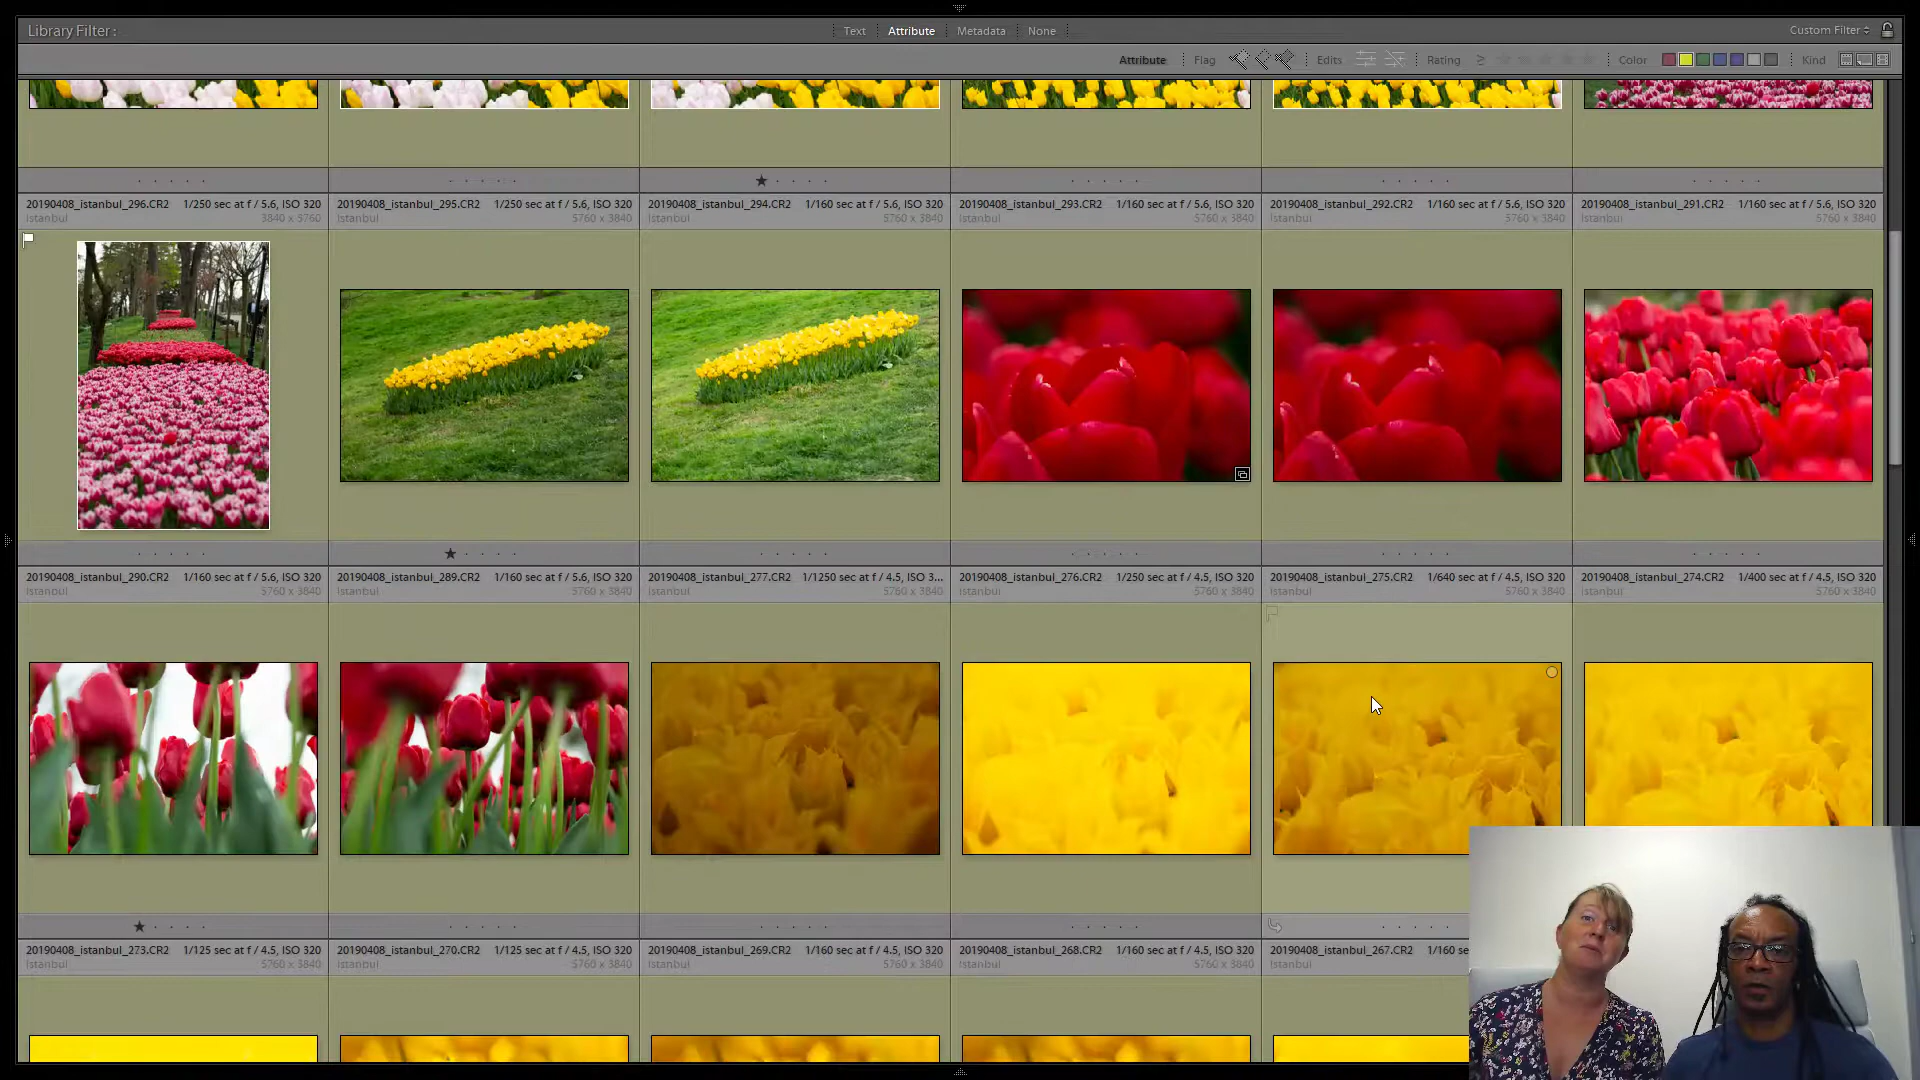 Library Filter :
Text Attribute Metadata None
Custom Filter
Attribute Flag Edits Rating ≥ Color Kind
20190408_istanbul_296.CR2 1/250 sec at f / 5.6, ISO 320
istanbul 3840 x 5760
20190408_istanbul_295.CR2 1/250 sec at f / 5.6, ISO 320
istanbul 5760 x 3840
20190408_istanbul_294.CR2 1/160 sec at f / 5.6, ISO 320
istanbul 5760 x 3840
20190408_istanbul_293.CR2 1/160 sec at f / 5.6, ISO 320
istanbul 5760 x 3840
20190408_istanbul_292.CR2 1/160 sec at f / 5.6, ISO 320
istanbul 5760 x 3840
20190408_istanbul_291.CR2 1/160 sec at f / 5.6, ISO 320
istanbul 5760 x 3840
20190408_istanbul_290.CR2 1/160 sec at f / 5.6, ISO 320
istanbul 5760 x 3840
20190408_istanbul_289.CR2 1/160 sec at f / 5.6, ISO 320
istanbul 5760 x 3840
20190408_istanbul_277.CR2 1/1250 sec at f / 4.5, ISO 3...
istanbul 5760 x 3840
20190408_istanbul_276.CR2 1/250 sec at f / 4.5, ISO 320
istanbul 5760 x 3840
20190408_istanbul_275.CR2 1/640 sec at f / 4.5, ISO 320
istanbul 5760 x 3840
20190408_istanbul_274.CR2 1/400 sec at f / 4.5, ISO 320
istanbul 5760 x 3840
20190408_istanbul_273.CR2 1/125 sec at f / 4.5, ISO 320
istanbul 5760 x 3840
20190408_istanbul_270.CR2 1/125 sec at f / 4.5, ISO 320
istanbul 5760 x 3840
20190408_istanbul_269.CR2 1/160 sec at f / 4.5, ISO 320
istanbul 5760 x 3840
20190408_istanbul_268.CR2 1/160 sec at f / 4.5, ISO 320
istanbul 5760 x 3840
20190408_istanbul_267.CR2 1/160
istanbul